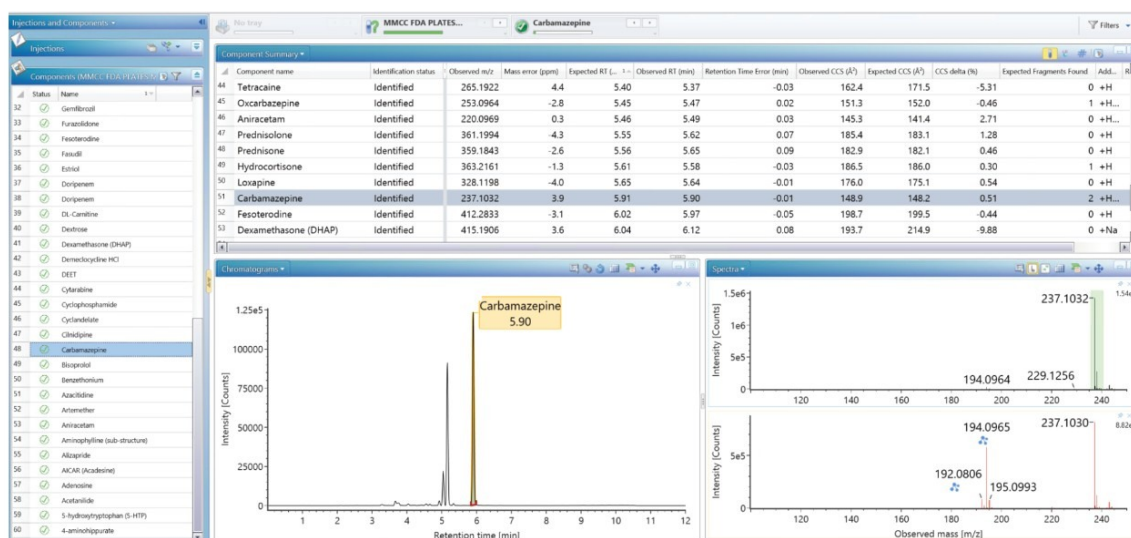 Injections and Components
No tray
MMCC FDA PLATES...
Carbamazepine
Filters
Injections
Components (MMCC FDA PLATES
Status Name
32 Gemfibrozil
33 Furazolidone
34 Fesoterodine
35 Fasudil
36 Estriol
37 Doripenem
38 Doripenem
39 DL-Carnitine
40 Dextrose
41 Dexamethasone (DHAP)
42 Demeclocycline HCl
43 DEET
44 Cytarabine
45 Cyclophosphamide
46 Cyclandelate
47 Cilnidipine
48 Carbamazepine
49 Bisoprolol
50 Benzethonium
51 Azacitidine
52 Artemether
53 Aniracetam
54 Aminophylline (sub-structure)
55 Alizapride
56 AICAR (Acadesine)
57 Adenosine
58 Acetanilide
59 5-hydroxytryptophan (5-HTP)
60 4-aminohippurate
Component Summary
Component name Identification status Observed m/z Mass error (ppm) Expected RT (... Observed RT (min) Retention Time Error (min) Observed CCS (Å²) Expected CCS (Å²) CCS delta (%) Expected Fragments Found Add...
44 Tetracaine Identified 265.1922 4.4 5.40 5.37 -0.03 162.4 171.5 -5.31 0 +H
45 Oxcarbazepine Identified 253.0964 -2.8 5.45 5.47 0.02 151.3 152.0 -0.46 1 +H...
46 Aniracetam Identified 220.0969 0.3 5.46 5.49 0.03 145.3 141.4 2.71 0 +H...
47 Prednisolone Identified 361.1994 -4.3 5.55 5.62 0.07 185.4 183.1 1.28 0 +H
48 Prednisone Identified 359.1843 -2.6 5.56 5.65 0.09 182.9 182.1 0.46 0 +H
49 Hydrocortisone Identified 363.2161 -1.3 5.61 5.58 -0.03 186.5 186.0 0.30 1 +H
50 Loxapine Identified 328.1198 -4.0 5.65 5.64 -0.01 176.0 175.1 0.54 0 +H
51 Carbamazepine Identified 237.1032 3.9 5.91 5.90 -0.01 148.9 148.2 0.51 2 +H...
52 Fesoterodine Identified 412.2833 -3.1 6.02 5.97 -0.05 198.7 199.5 -0.44 0 +H
53 Dexamethasone (DHAP) Identified 415.1906 3.6 6.04 6.12 0.08 193.7 214.9 -9.88 0 +Na
Chromatograms
Carbamazepine
5.90
1.25e5
100000
75000
50000
25000
0
Intensity [Counts]
1 2 3 4 5 6 7 8 9 10 11 12
Retention time [min]
Spectra
1.5e6
1e6
5e5
0
Intensity [Counts]
237.1032
1.54e
194.0964
229.1256
120 140 160 180 200 220 240
5e5
0
Intensity [Counts]
194.0965
237.1030
8.82e
192.0806
195.0993
120 140 160 180 200 220 240
Observed mass [m/z]